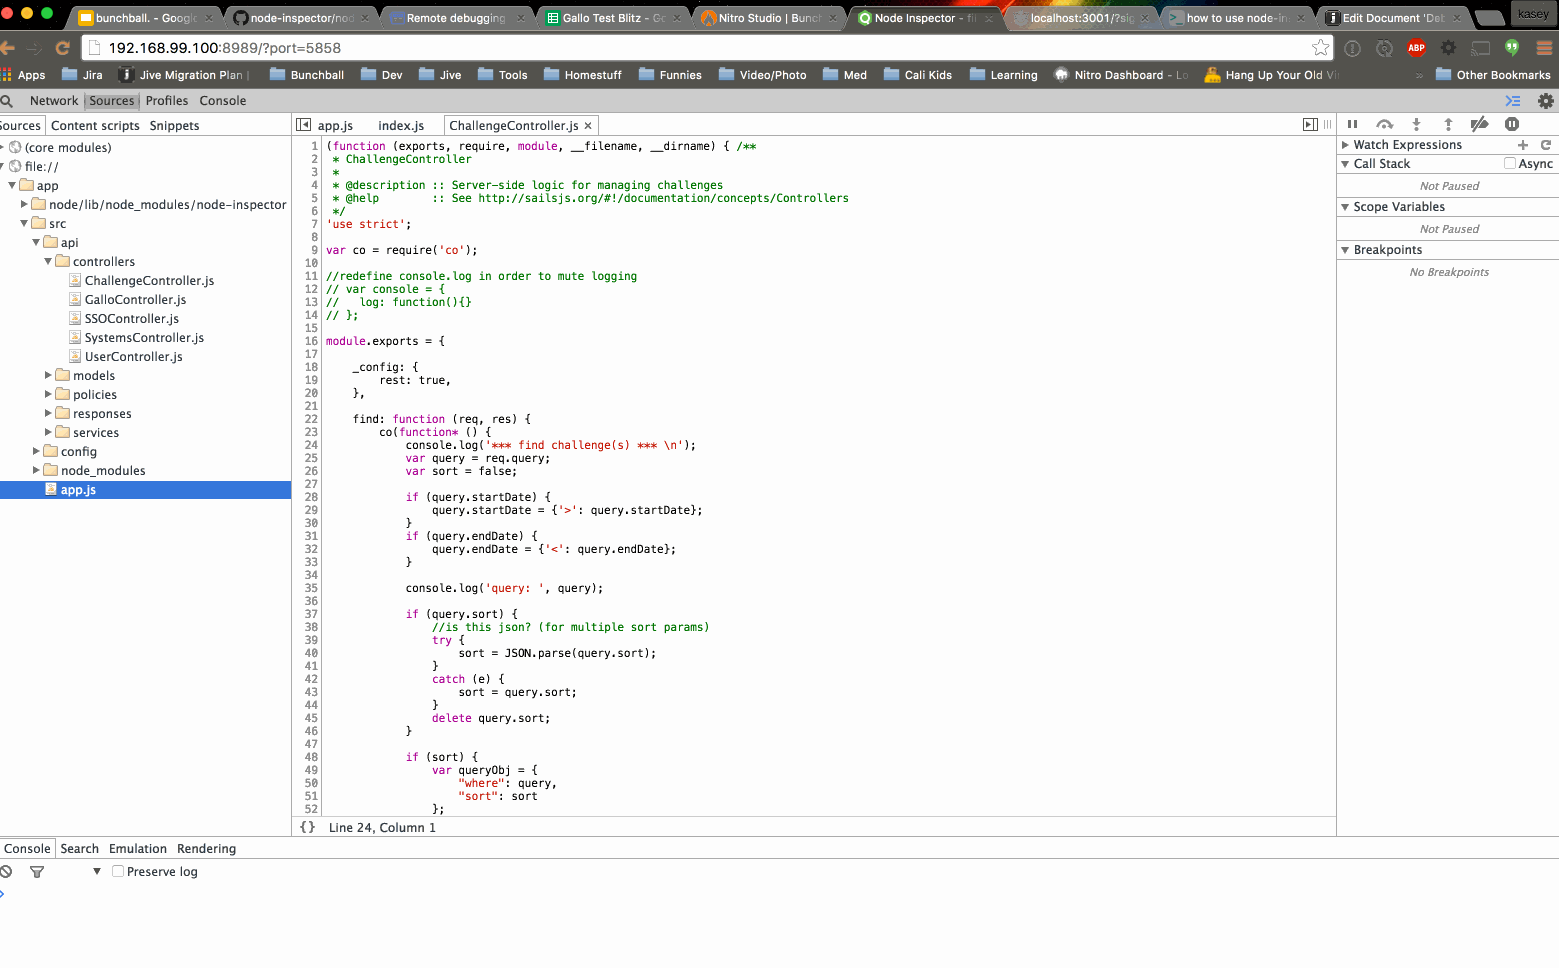 bunchball. - Google
node-inspector/nod
Remote debugging
Gallo Test Blitz - Go
Nitro Studio | Bunch
Node Inspector - fil
localhost:3001/?sig
how to use node-in
Edit Document 'Deb
kasey
192.168.99.100:8989/?port=5858
ABP
Apps
Jira
Jive Migration Plan |
Bunchball
Dev
Jive
Tools
Homestuff
Funnies
Video/Photo
Med
Cali Kids
Learning
Nitro Dashboard - Lo
Hang Up Your Old Vi
»
Other Bookmarks
Network Sources Profiles Console
Sources Content scripts Snippets
app.js index.js ChallengeController.js ×
(core modules)
file://
app
node/lib/node_modules/node-inspector
src
api
controllers
ChallengeController.js
GalloController.js
SSOController.js
SystemsController.js
UserController.js
models
policies
responses
services
config
node_modules
app.js
1 (function (exports, require, module, __filename, __dirname) { /**
2  * ChallengeController
3  *
4  * @description :: Server-side logic for managing challenges
5  * @help        :: See http://sailsjs.org/#!/documentation/concepts/Controllers
6  */
7 'use strict';
8
9 var co = require('co');
10
11 //redefine console.log in order to mute logging
12 // var console = {
13 //   log: function(){}
14 // };
15
16 module.exports = {
17
18     _config: {
19         rest: true,
20     },
21
22     find: function (req, res) {
23         co(function* () {
24             console.log('*** find challenge(s) *** \n');
25             var query = req.query;
26             var sort = false;
27
28             if (query.startDate) {
29                 query.startDate = {'>': query.startDate};
30             }
31             if (query.endDate) {
32                 query.endDate = {'<': query.endDate};
33             }
34
35             console.log('query: ', query);
36
37             if (query.sort) {
38                 //is this json? (for multiple sort params)
39                 try {
40                     sort = JSON.parse(query.sort);
41                 }
42                 catch (e) {
43                     sort = query.sort;
44                 }
45                 delete query.sort;
46             }
47
48             if (sort) {
49                 var queryObj = {
50                     "where": query,
51                     "sort": sort
52                 };
{} Line 24, Column 1
Watch Expressions
Call Stack Async
Not Paused
Scope Variables
Not Paused
Breakpoints
No Breakpoints
Console Search Emulation Rendering
Preserve log